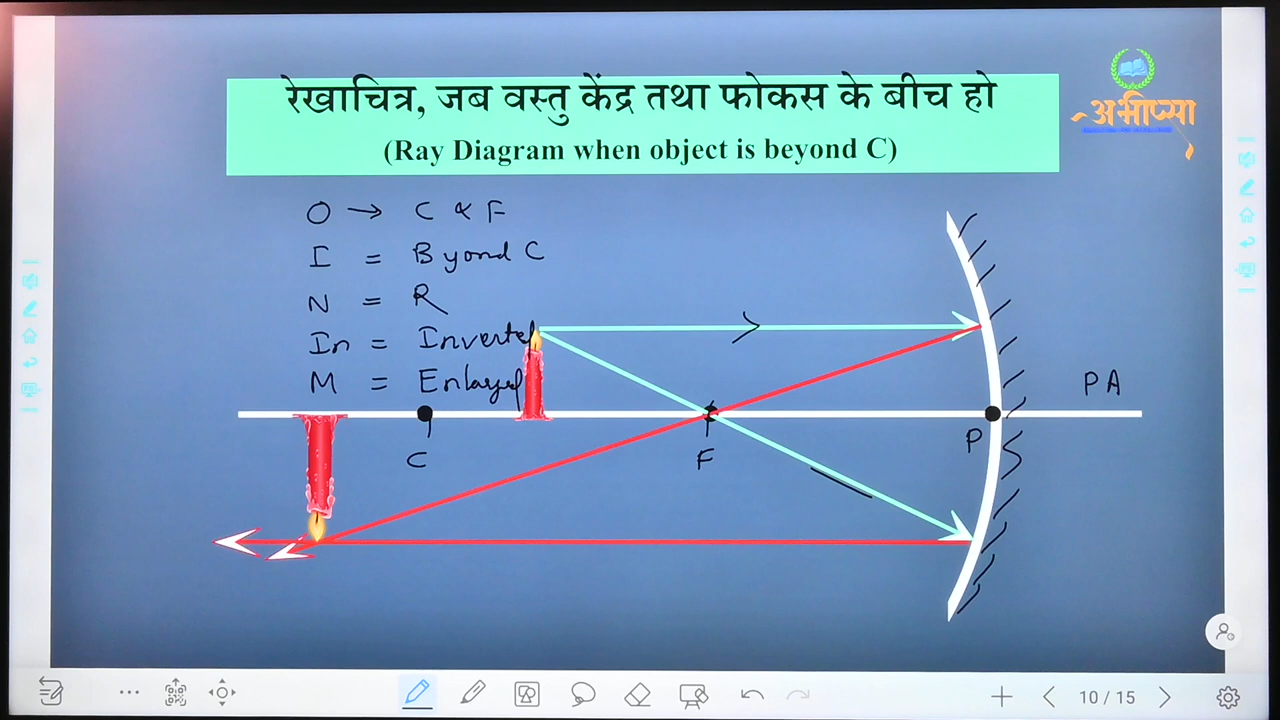 रेखाचित्र, जब वस्तु केंद्र तथा फोकस के बीच हो
(Ray Diagram when object is beyond C)
अभीप्सा
O → C & F
I = Byond C
N = R
In = Inverted
M = Enlarged
PA
C
F
P
10 / 15